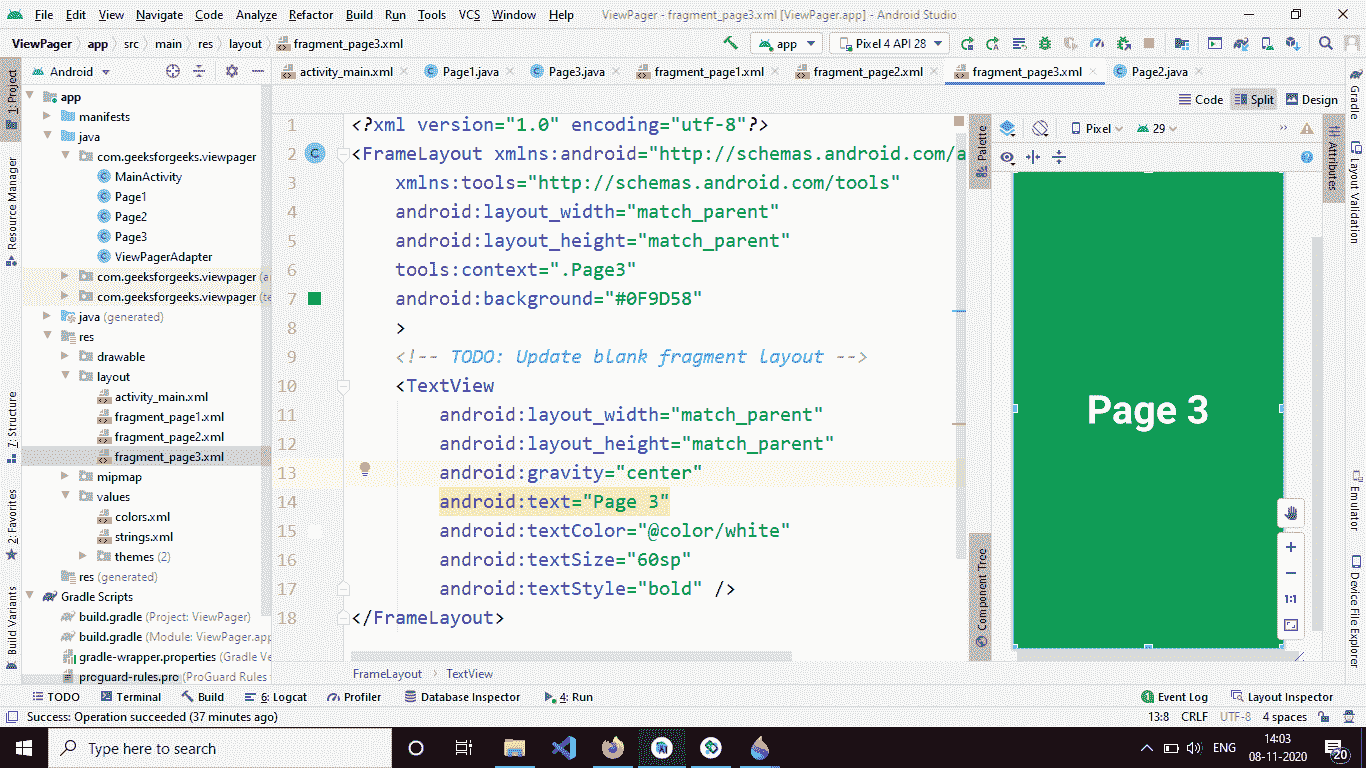 File Edit View Navigate Code Analyze Refactor Build Run Tools VCS Window Help ViewPager - fragment_page3.xml [ViewPager.app] - Android Studio
ViewPager app src main res layout fragment_page3.xml app Pixel 4 API 28
1: Project
Resource Manager
7: Structure
2: Favorites
Build Variants
Android
app
manifests
java
com.geeksforgeeks.viewpager
MainActivity
Page1
Page2
Page3
ViewPagerAdapter
com.geeksforgeeks.viewpager (a
com.geeksforgeeks.viewpager (te
java (generated)
res
drawable
layout
activity_main.xml
fragment_page1.xml
fragment_page2.xml
fragment_page3.xml
mipmap
values
colors.xml
strings.xml
themes (2)
res (generated)
Gradle Scripts
build.gradle (Project: ViewPager)
build.gradle (Module: ViewPager.app
gradle-wrapper.properties (Gradle Ve
proguard-rules.pro (ProGuard Rules
activity_main.xml Page1.java Page3.java fragment_page1.xml fragment_page2.xml fragment_page3.xml Page2.java
Code Split Design
1 <?xml version="1.0" encoding="utf-8"?>
2 <FrameLayout xmlns:android="http://schemas.android.com/a
3 xmlns:tools="http://schemas.android.com/tools"
4 android:layout_width="match_parent"
5 android:layout_height="match_parent"
6 tools:context=".Page3"
7 android:background="#0F9D58"
8 >
9 <!-- TODO: Update blank fragment layout -->
10 <TextView
11 android:layout_width="match_parent"
12 android:layout_height="match_parent"
13 android:gravity="center"
14 android:text="Page 3"
15 android:textColor="@color/white"
16 android:textSize="60sp"
17 android:textStyle="bold" />
18 </FrameLayout>
FrameLayout TextView
Palette
Component Tree
Pixel 29
Page 3
1:1
Attributes
Gradle
Layout Validation
Emulator
Device File Explorer
TODO Terminal Build 6: Logcat Profiler Database Inspector 4: Run 1 Event Log Layout Inspector
Success: Operation succeeded (37 minutes ago) 13:8 CRLF UTF-8 4 spaces
Type here to search ENG 14:03
08-11-2020 20